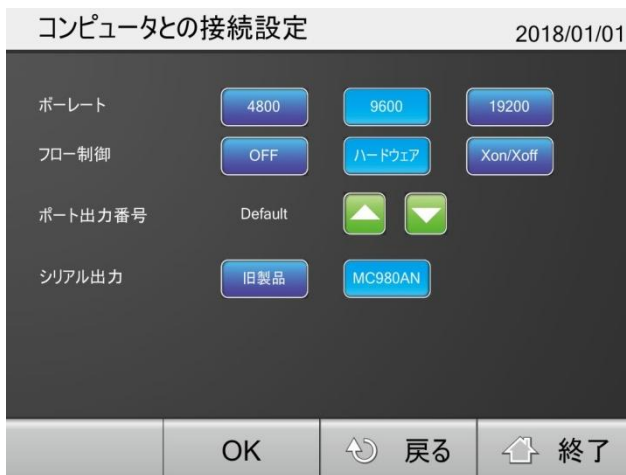 コンピュータとの接続設定 2018/01/01
ボーレート 4800 9600 19200
フロー制御 OFF ハードウェア Xon/Xoff
ポート出力番号 Default
シリアル出力 旧製品 MC980AN
OK 戻る 終了